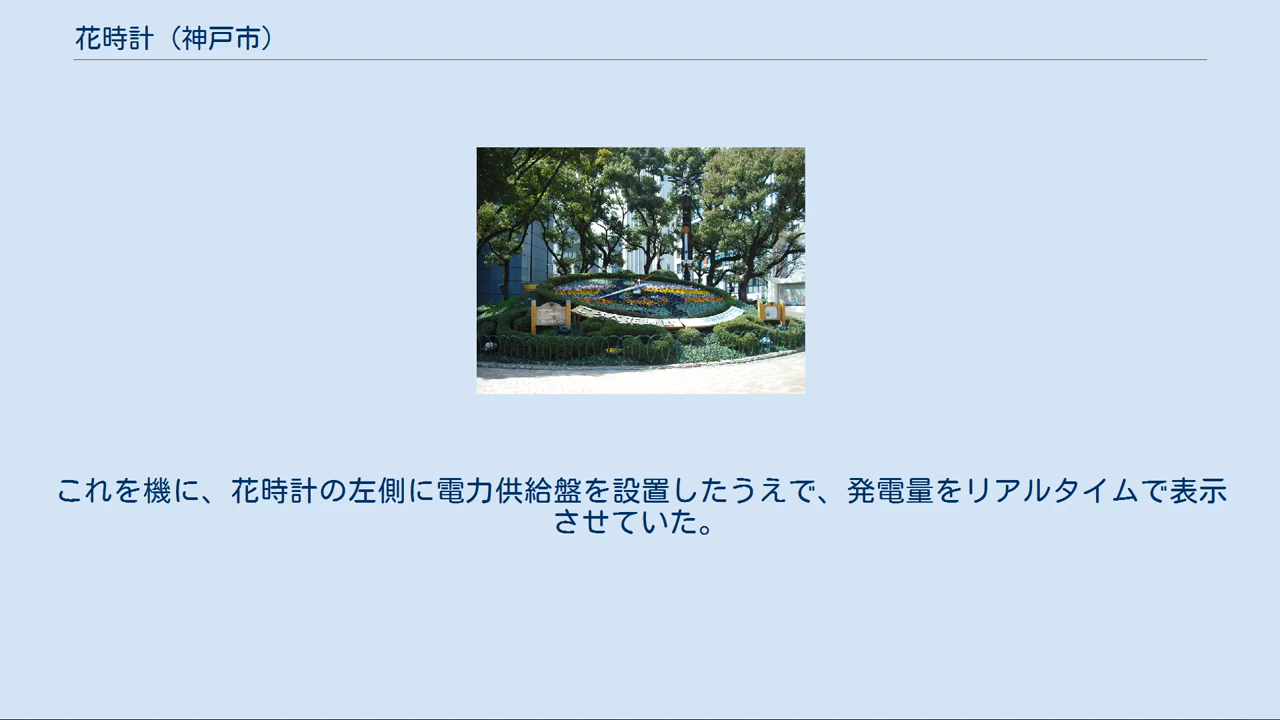 花時計（神戸市）
これを機に、花時計の左側に電力供給盤を設置したうえで、発電量をリアルタイムで表示
させていた。